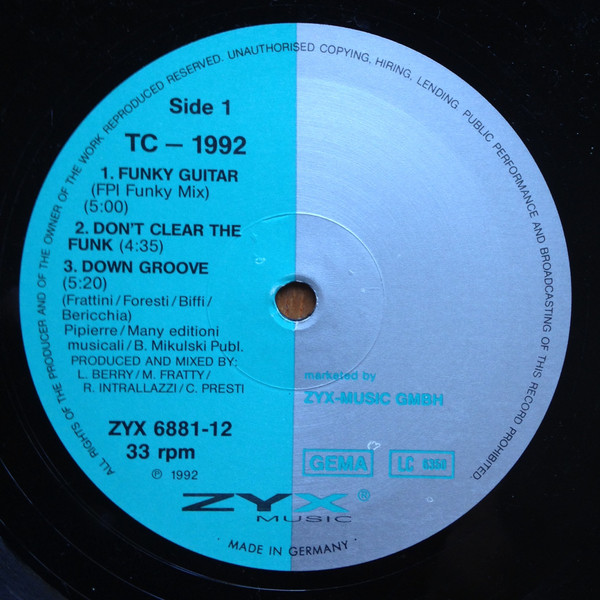 ALL RIGHTS OF THE PRODUCER AND OF THE OWNER OF THE WORK REPRODUCED RESERVED. UNAUTHORISED COPYING, HIRING, LENDING PUBLIC PERFORMANCE AND BROADCASTING OF THIS RECORD PROHIBITED.
Side 1
TC – 1992
1. FUNKY GUITAR
(FPI Funky Mix)
(5:00)
2. DON'T CLEAR THE
FUNK (4:35)
3. DOWN GROOVE
(5:20)
(Frattini/Foresti/Biffi/
Bericchia)
Pipierre/Many editioni
musicali/B. Mikulski Publ.
PRODUCED AND MIXED BY:
L. BERRY/M. FRATTY/
R. INTRALLAZZI/C. PRESTI
marketed by
ZYX-MUSIC GMBH
ZYX 6881-12
33 rpm
℗ 1992
GEMA
LC 6350
ZYX®
MUSIC
· MADE IN GERMANY ·